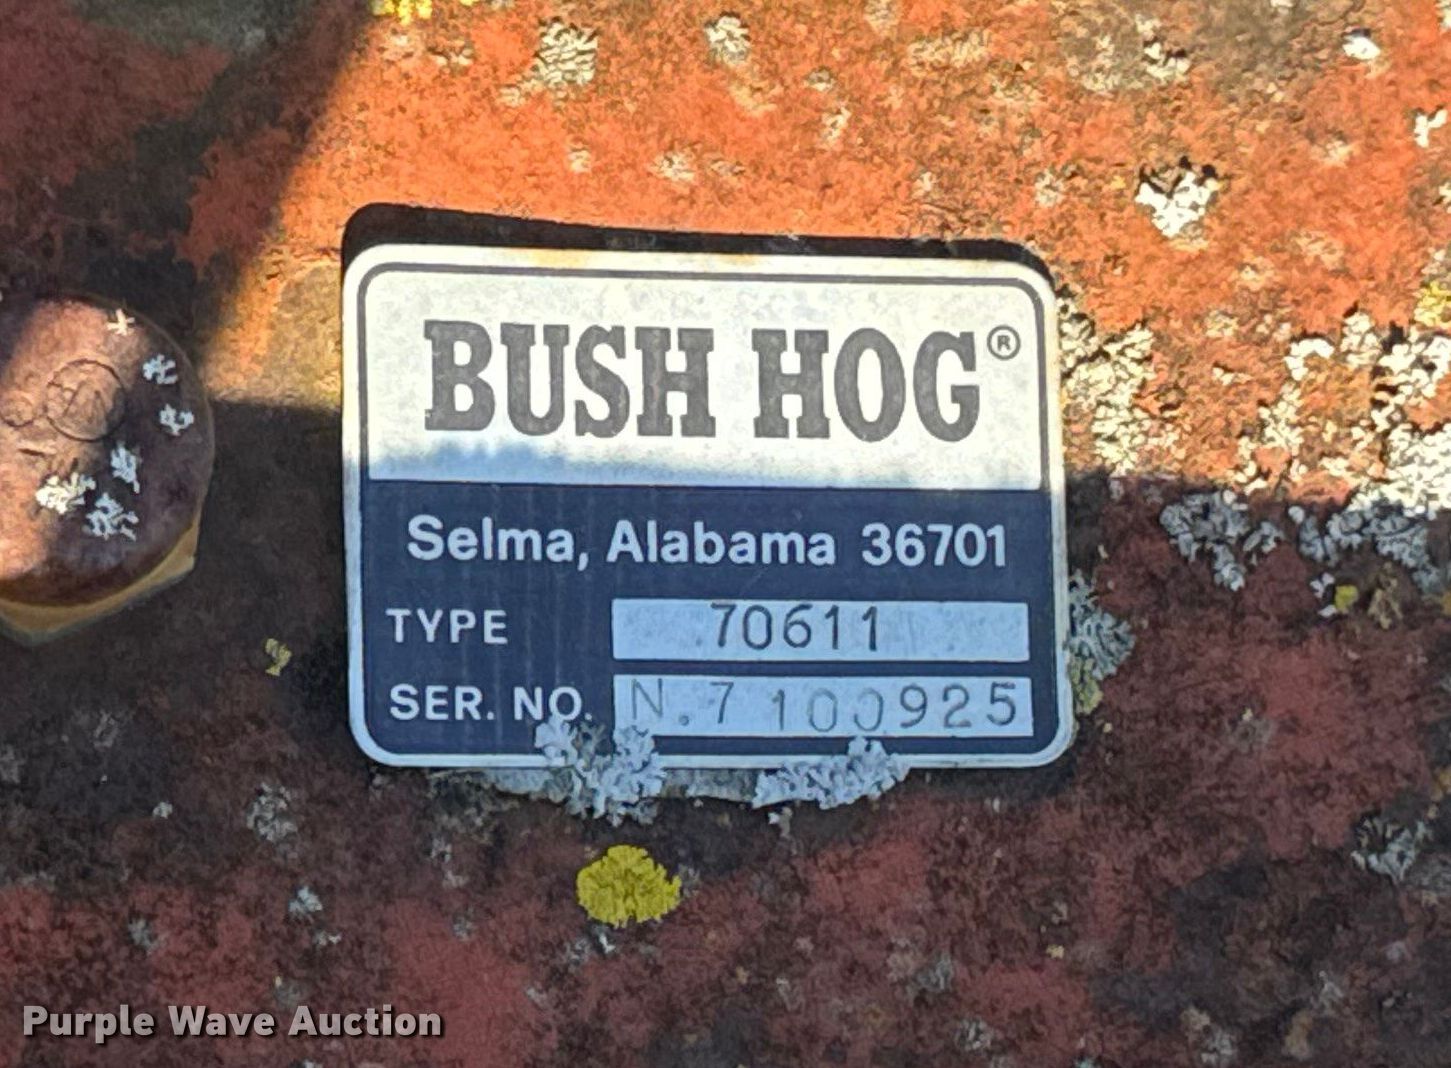 BUSH HOG®
Selma, Alabama 36701
TYPE 70611
SER. NO. N.7 100925
Purple Wave Auction